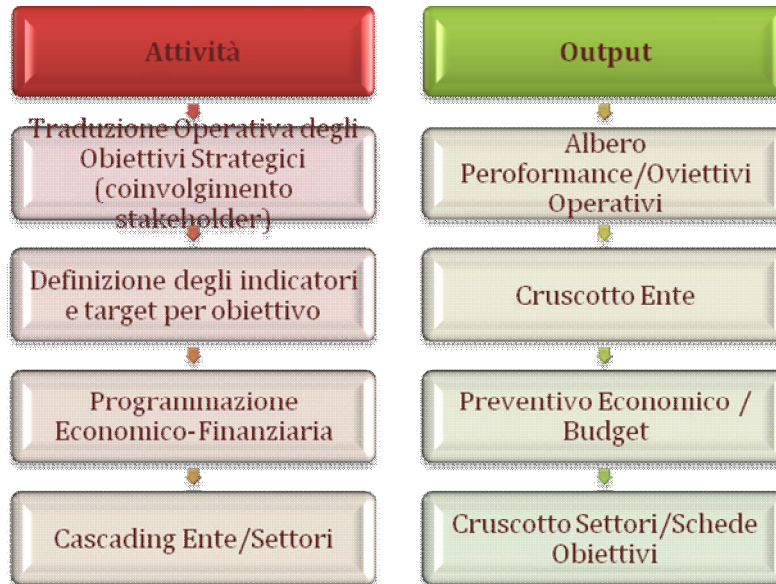 Attività
Traduzione Operativa degli
Obiettivi Strategici
(coinvolgimento
stakeholder)
Definizione degli indicatori
e target per obiettivo
Programmazione
Economico-Finanziaria
Cascading Ente/Settori
Output
Albero
Peroformance/Oviettivi
Operativi
Cruscotto Ente
Preventivo Economico /
Budget
Cruscotto Settori/Schede
Obiettivi